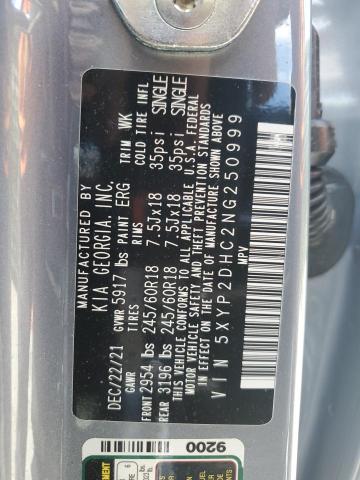 MANUFACTURED BY
KIA GEORGIA, INC.
DEC/22/21 PAINT ERG TRIM WK
GVWR 5917 lbs
GAWR TIRES COLD TIRE INFL
FRONT 2954 lbs 245/60R18 7.5Jx18 35psi SINGLE
REAR 3196 lbs 245/60R18 7.5Jx18 35psi SINGLE
THIS VEHICLE CONFORMS TO ALL APPLICABLE U.S.A. FEDERAL
MOTOR VEHICLE SAFETY AND THEFT PREVENTION STANDARDS
IN EFFECT ON THE DATE OF MANUFACTURE SHOWN ABOVE
VIN 5XYP2DHC2NG250999
MPV
9200